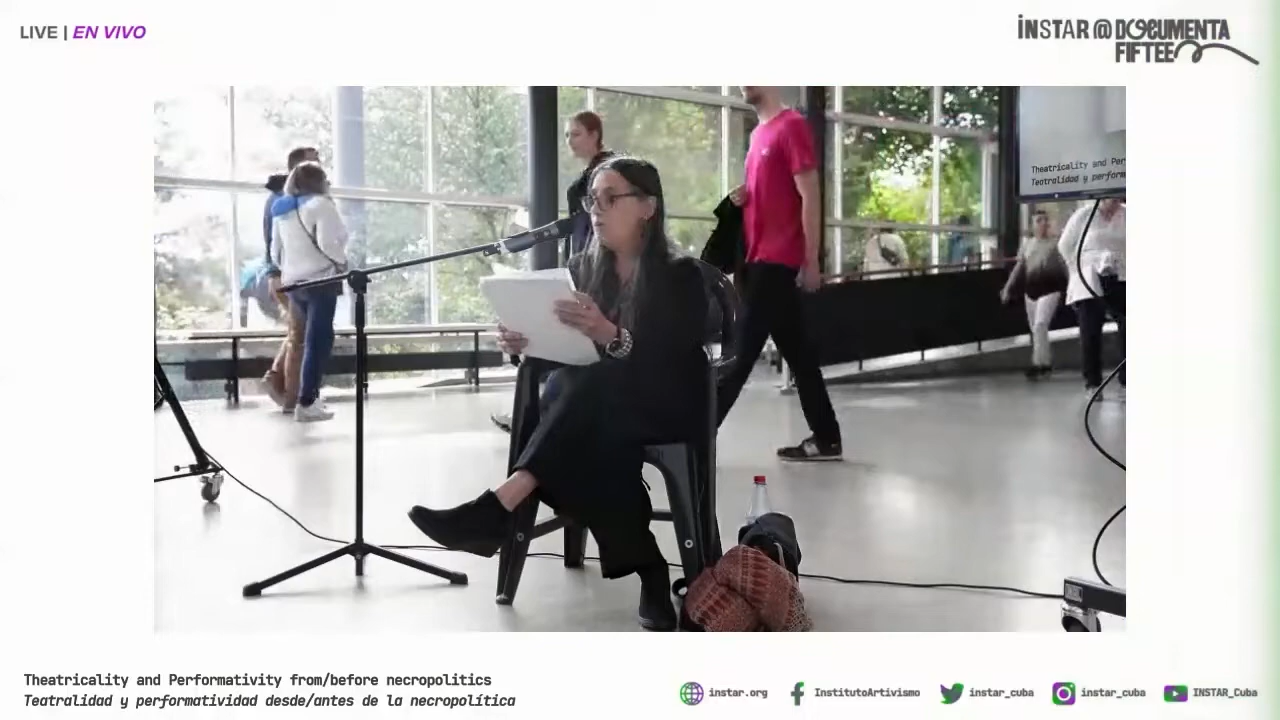 LIVE | EN VIVO
INSTAR @ DOCUMENTA
FIFTEEN
Theatricality and Per
Teatralidad y perform
Theatricality and Performativity from/before necropolitics
Teatralidad y performatividad desde/antes de la necropolítica
instar.org
InstitutoArtivismo
instar_cuba
instar_cuba
INSTAR_Cuba